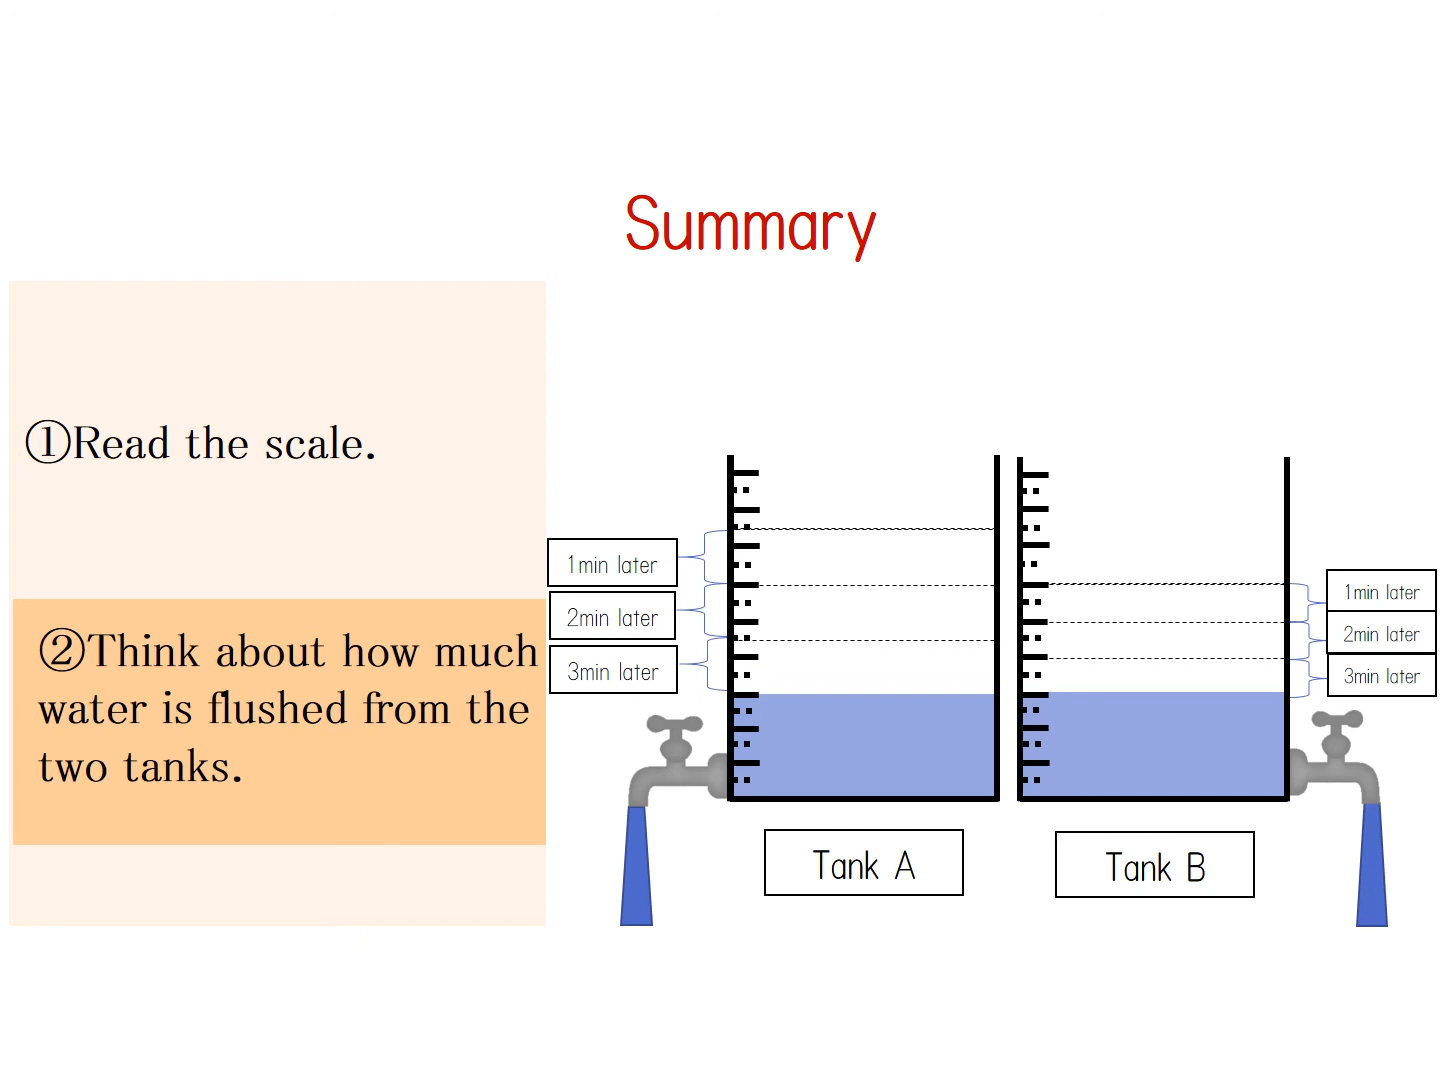 Summary
①Read the scale.
②Think about how much
water is flushed from the
two tanks.
1min later
2min later
3min later
1min later
2min later
3min later
Tank A
Tank B